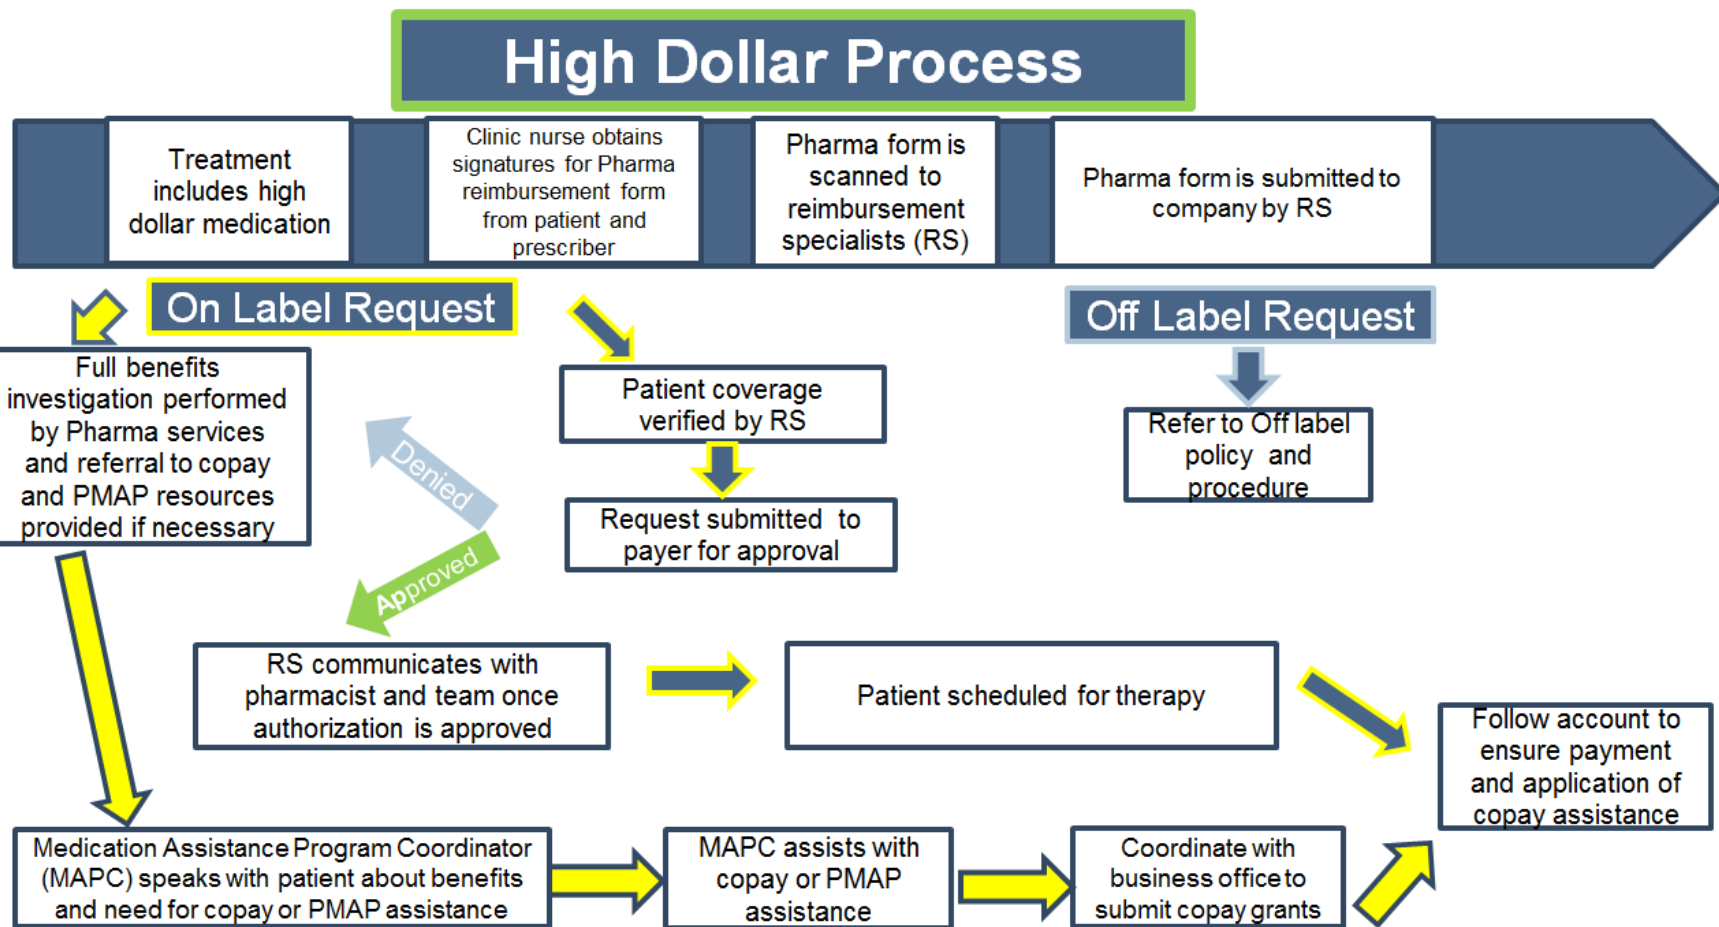 High Dollar Process
Treatment
includes high
dollar medication
Clinic nurse obtains
signatures for Pharma
reimbursement form
from patient and
prescriber
Pharma form is
scanned to
reimbursement
specialists (RS)
Pharma form is submitted to
company by RS
On Label Request
Off Label Request
Full benefits
investigation performed
by Pharma services
and referral to copay
and PMAP resources
provided if necessary
Patient coverage
verified by RS
Refer to Off label
policy and
procedure
Denied
Request submitted to
payer for approval
Approved
RS communicates with
pharmacist and team once
authorization is approved
Patient scheduled for therapy
Follow account to
ensure payment
and application of
copay assistance
Medication Assistance Program Coordinator
(MAPC) speaks with patient about benefits
and need for copay or PMAP assistance
MAPC assists with
copay or PMAP
assistance
Coordinate with
business office to
submit copay grants